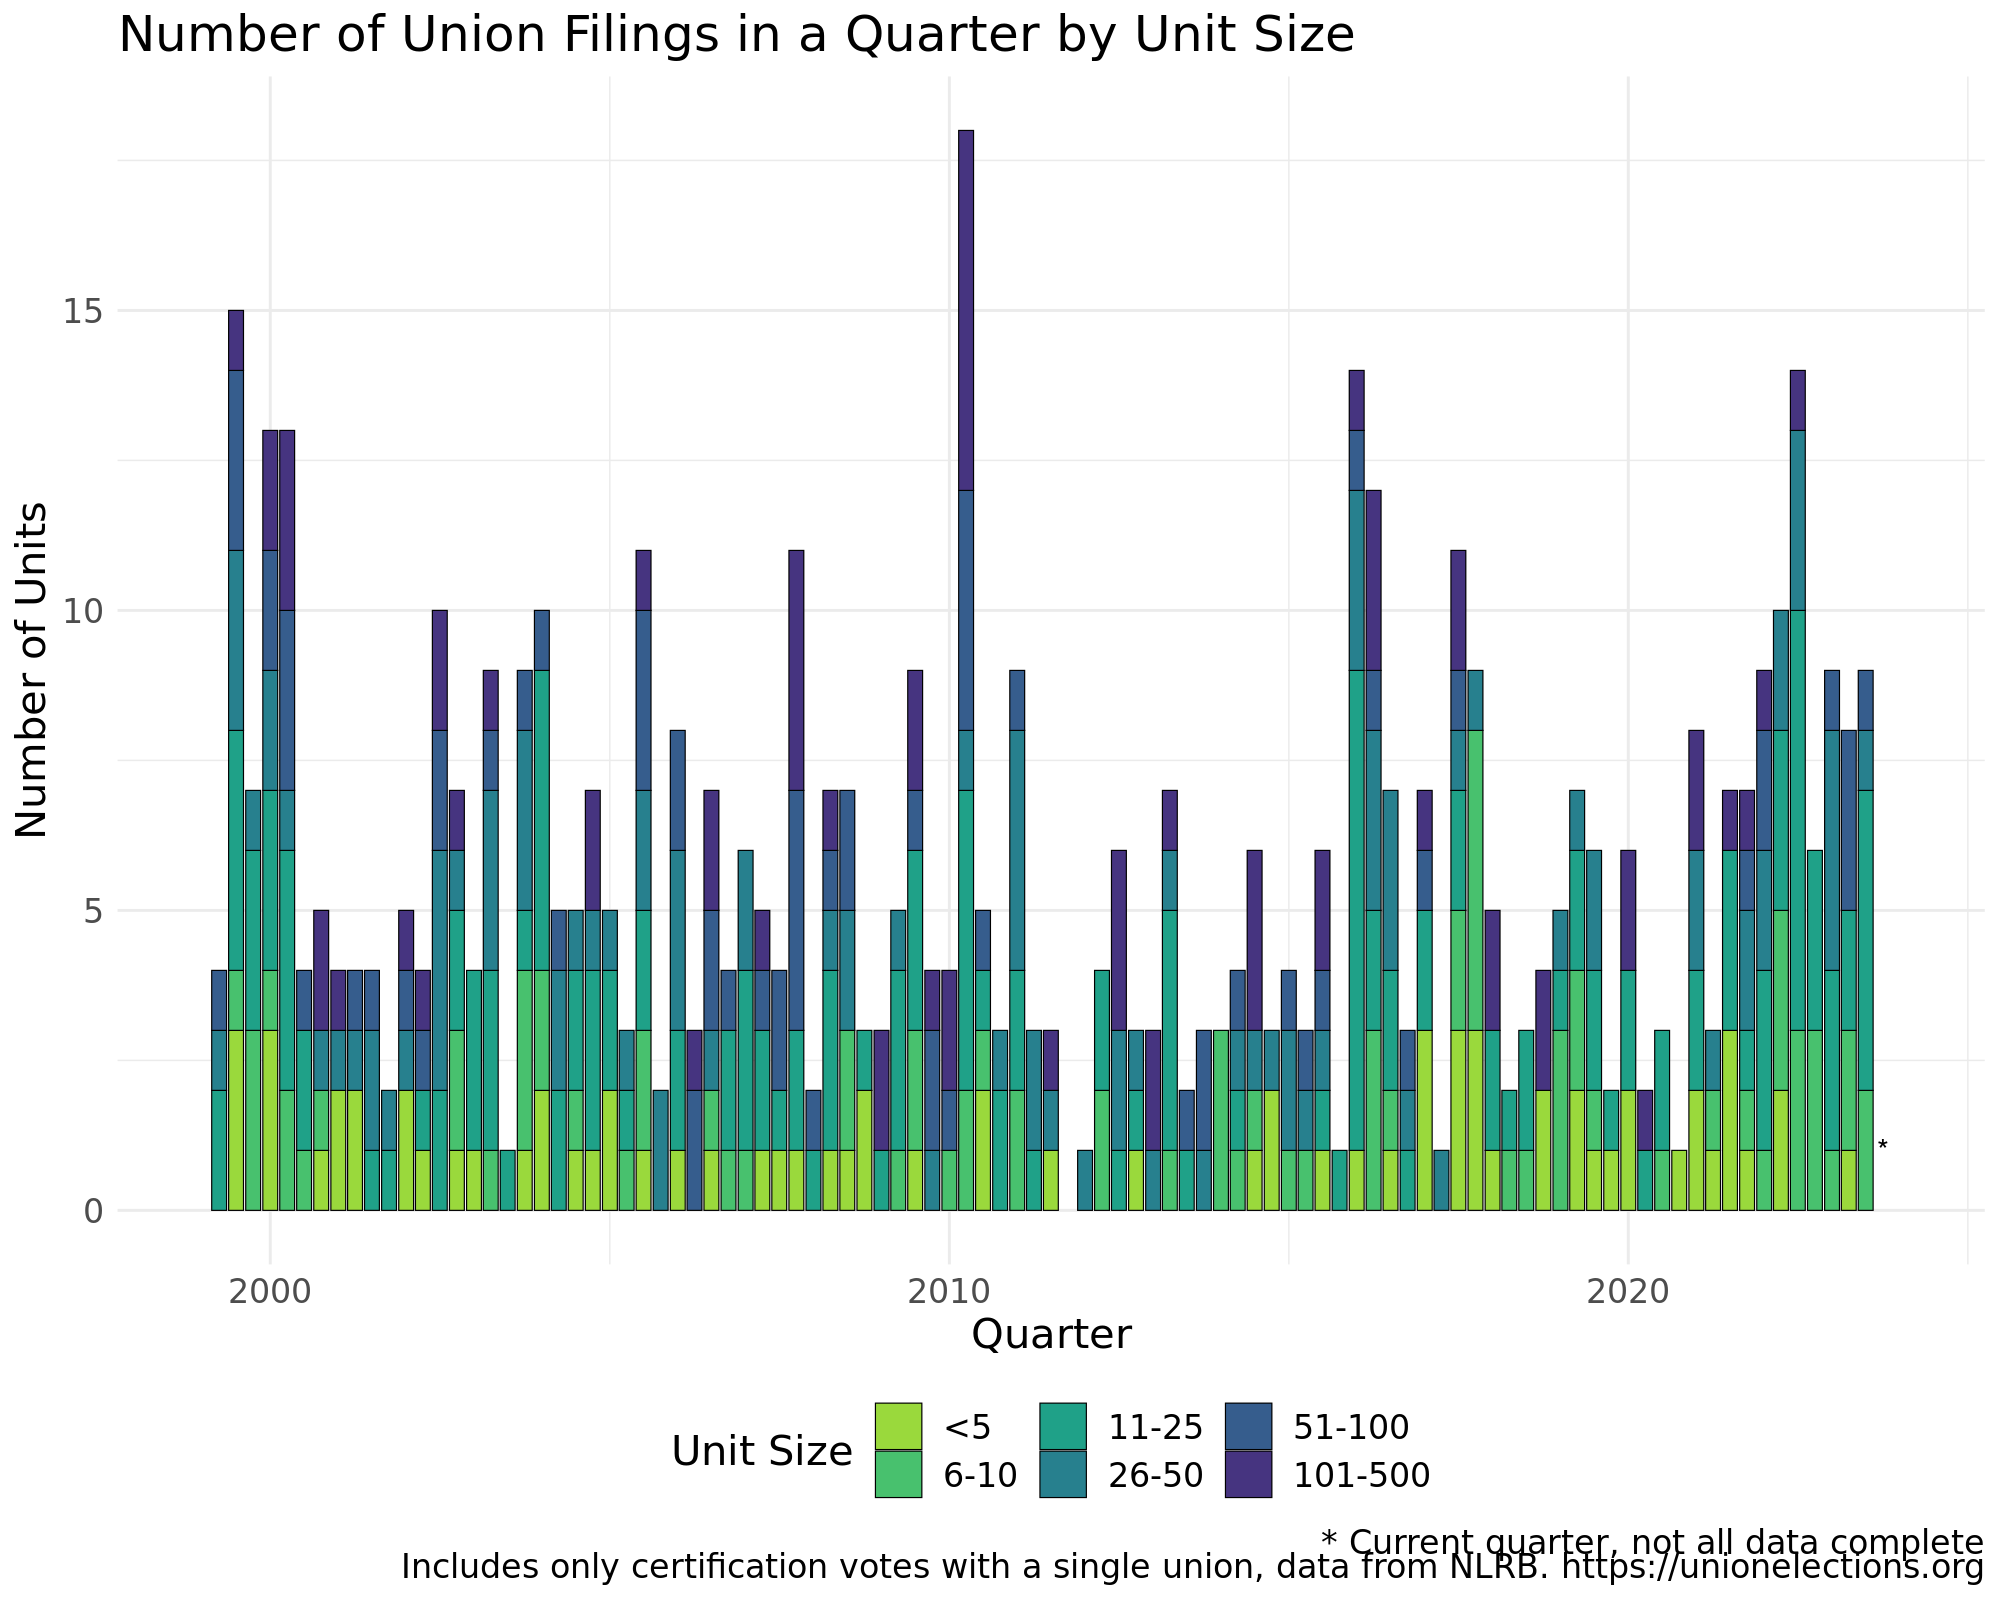 Number of Union Filings in a Quarter by Unit Size
Number of Units
15
10
5
0
*
2000 2010 2020
Quarter
Unit Size
<5 11-25 51-100
6-10 26-50 101-500
* Current quarter, not all data complete
Includes only certification votes with a single union, data from NLRB. https://unionelections.org